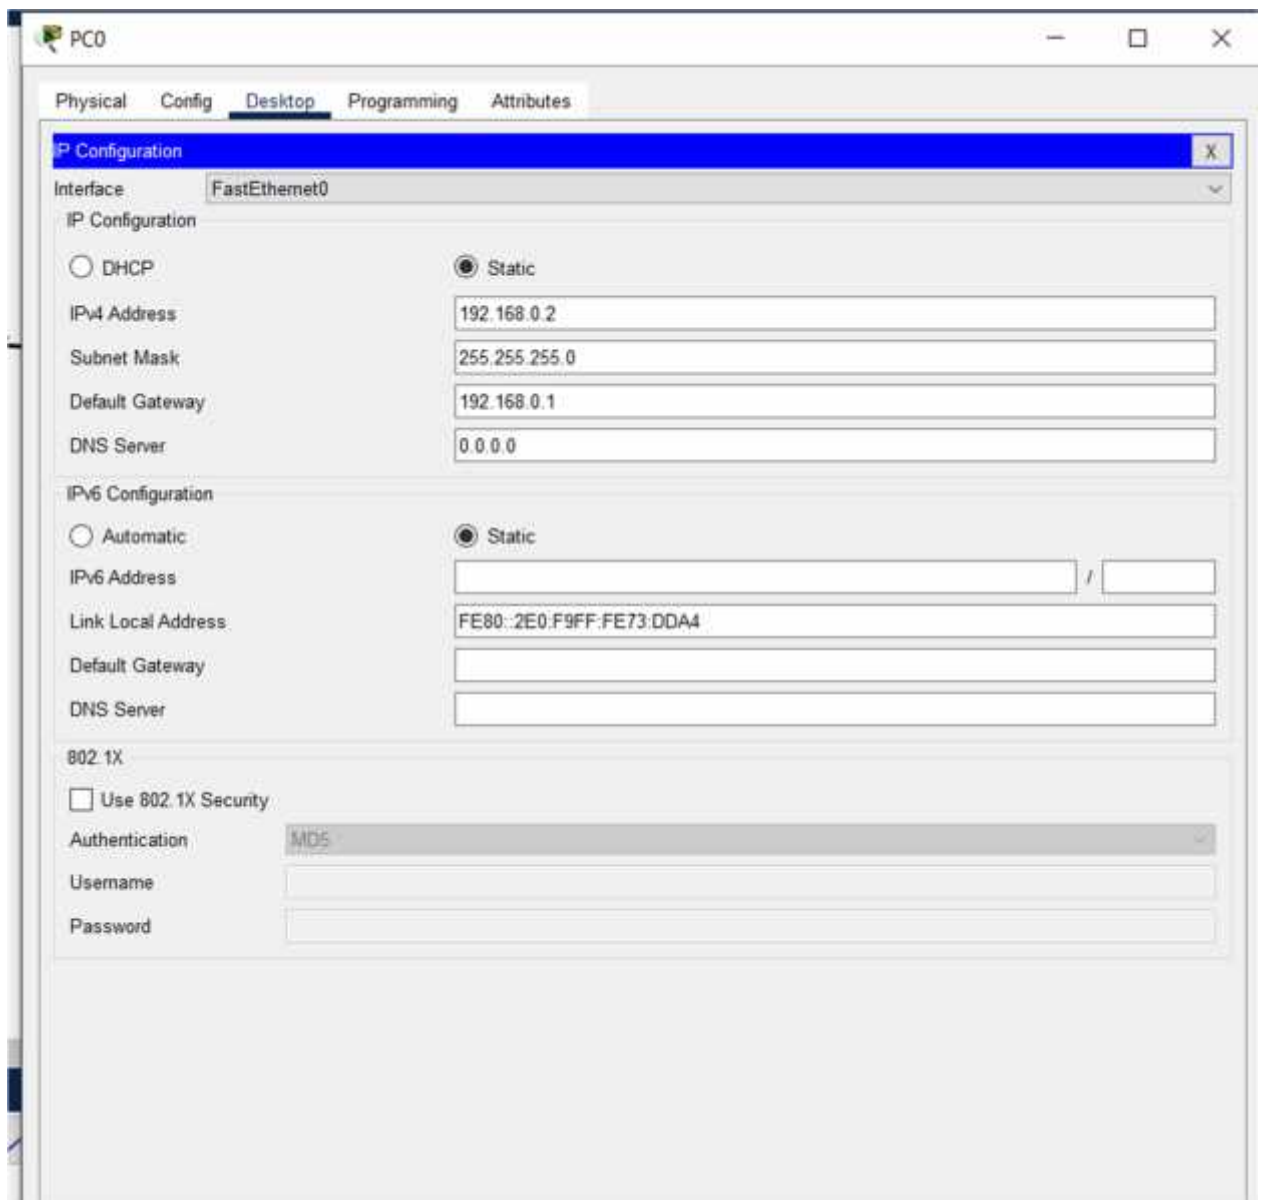 PC0
Physical Config Desktop Programming Attributes
IP Configuration X
Interface FastEthernet0
IP Configuration
DHCP Static
IPv4 Address 192.168.0.2
Subnet Mask 255.255.255.0
Default Gateway 192.168.0.1
DNS Server 0.0.0.0
IPv6 Configuration
Automatic Static
IPv6 Address /
Link Local Address FE80::2E0:F9FF:FE73:DDA4
Default Gateway
DNS Server
802.1X
Use 802.1X Security
Authentication MD5
Username
Password